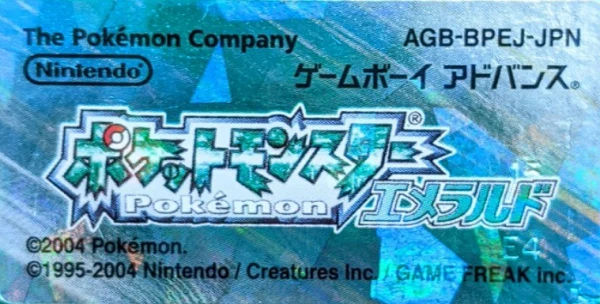 The Pokémon Company
AGB-BPEJ-JPN
Nintendo®
ゲームボーイ アドバンス®
ポケットモンスター®
Pokémon
エメラルド
©2004 Pokémon.
©1995-2004 Nintendo / Creatures Inc. / GAME FREAK inc.